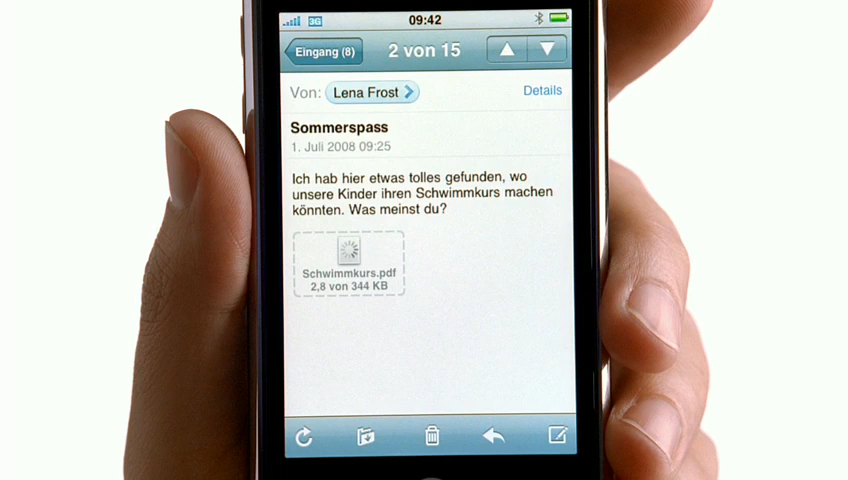 3G 09:42
Eingang (8) 2 von 15
Von: Lena Frost Details
Sommerspass
1. Juli 2008 09:25
Ich hab hier etwas tolles gefunden, wo
unsere Kinder ihren Schwimmkurs machen
könnten. Was meinst du?
Schwimmkurs.pdf
2,8 von 344 KB